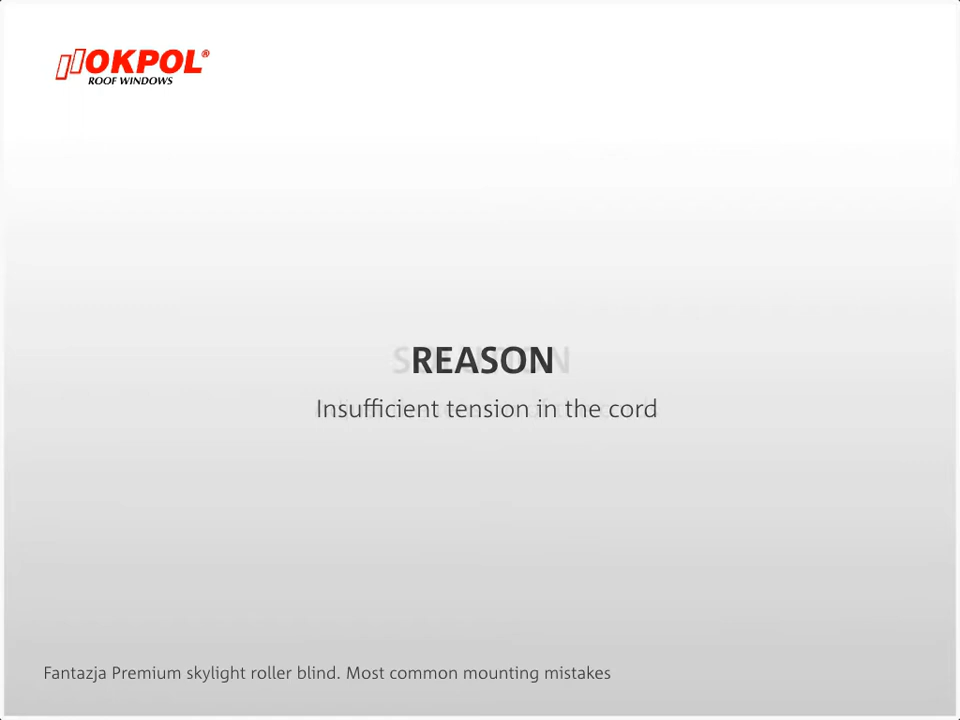 OKPOL®
ROOF WINDOWS
REASON
Insufficient tension in the cord
Fantazja Premium skylight roller blind. Most common mounting mistakes